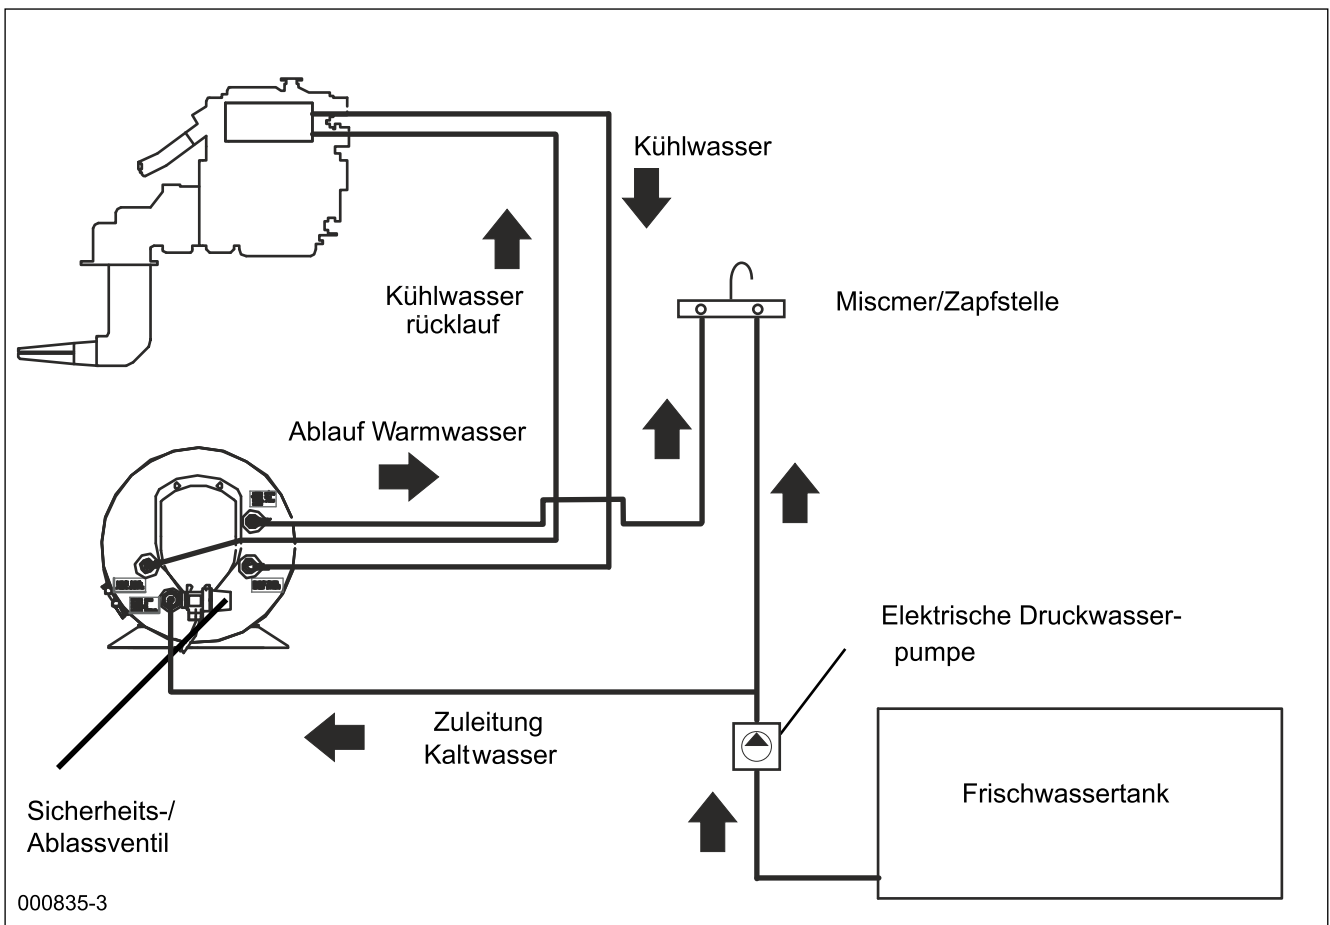 Kühlwasser
Kühlwasser
rücklauf
Miscmer/Zapfstelle
Ablauf Warmwasser
Elektrische Druckwasser-
pumpe
Zuleitung
Kaltwasser
Frischwassertank
Sicherheits-/
Ablassventil
000835-3